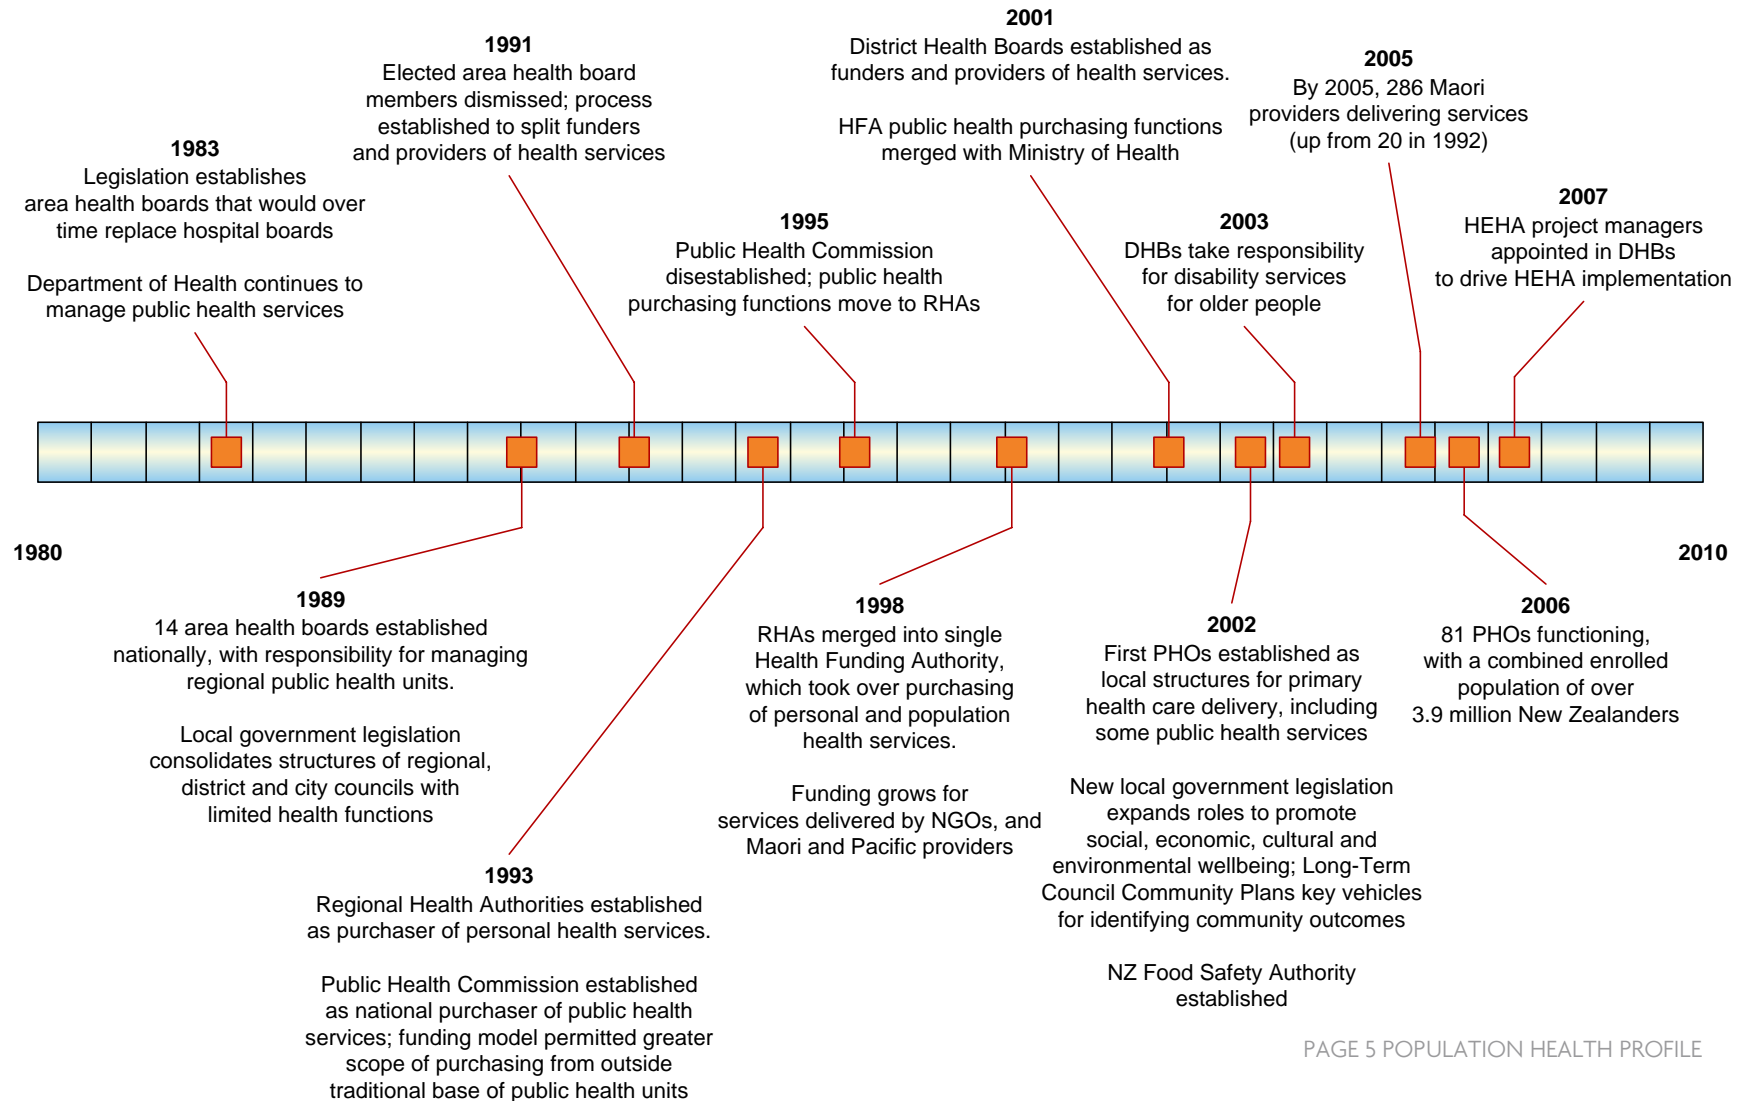 1983
Legislation establishes
area health boards that would over
time replace hospital boards
Department of Health continues to
manage public health services
1991
Elected area health board
members dismissed; process
established to split funders
and providers of health services
1995
Public Health Commission
disestablished; public health
purchasing functions move to RHAs
2001
District Health Boards established as
funders and providers of health services.
HFA public health purchasing functions
merged with Ministry of Health
2003
DHBs take responsibility
for disability services
for older people
2005
By 2005, 286 Maori
providers delivering services
(up from 20 in 1992)
2007
HEHA project managers
appointed in DHBs
to drive HEHA implementation
1980
2010
1989
14 area health boards established
nationally, with responsibility for managing
regional public health units.
Local government legislation
consolidates structures of regional,
district and city councils with
limited health functions
1993
Regional Health Authorities established
as purchaser of personal health services.
Public Health Commission established
as national purchaser of public health
services; funding model permitted greater
scope of purchasing from outside
traditional base of public health units
1998
RHAs merged into single
Health Funding Authority,
which took over purchasing
of personal and population
health services.
Funding grows for
services delivered by NGOs, and
Maori and Pacific providers
2002
First PHOs established as
local structures for primary
health care delivery, including
some public health services
New local government legislation
expands roles to promote
social, economic, cultural and
environmental wellbeing; Long-Term
Council Community Plans key vehicles
for identifying community outcomes
NZ Food Safety Authority
established
2006
81 PHOs functioning,
with a combined enrolled
population of over
3.9 million New Zealanders
PAGE 5 POPULATION HEALTH PROFILE